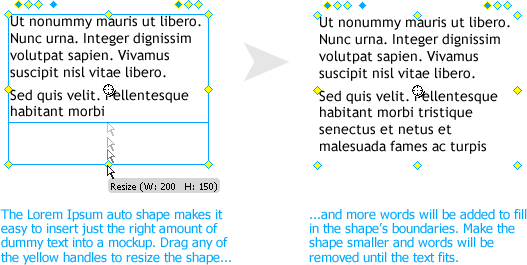 Ut nonummy mauris ut libero.
Nunc urna. Integer dignissim
volutpat sapien. Vivamus
suscipit nisl vitae libero.
Sed quis velit. Pellentesque
habitant morbi
Resize (W: 200 H: 150)
The Lorem Ipsum auto shape makes it
easy to insert just the right amount of
dummy text into a mockup. Drag any of
the yellow handles to resize the shape...
Ut nonummy mauris ut libero.
Nunc urna. Integer dignissim
volutpat sapien. Vivamus
suscipit nisl vitae libero.
Sed quis velit. Pellentesque
habitant morbi tristique
senectus et netus et
malesuada fames ac turpis
...and more words will be added to fill
in the shape's boundaries. Make the
shape smaller and words will be
removed until the text fits.